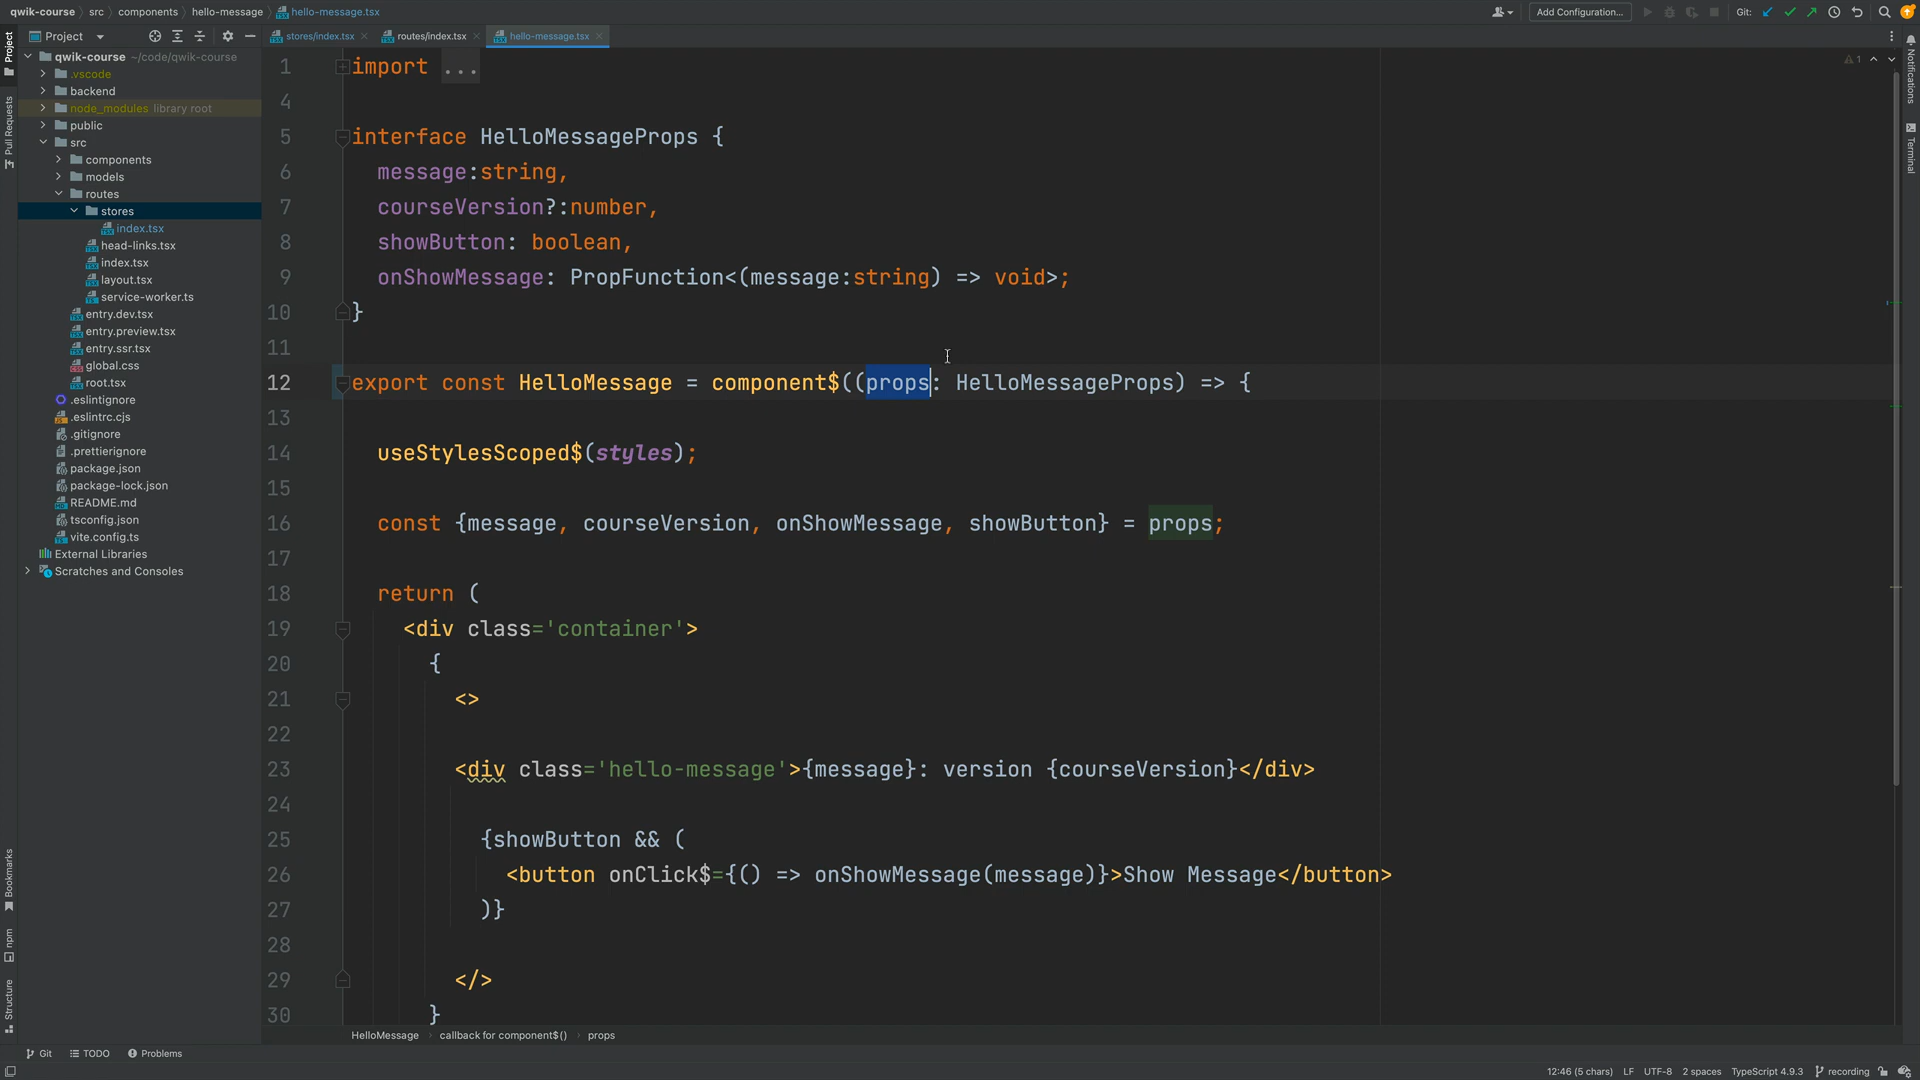 qwik-course src components hello-message hello-message.tsx
Add Configuration... Git:
Project stores/index.tsx routes/index.tsx hello-message.tsx
Project
Pull Requests
Bookmarks
npm
Structure
qwik-course ~/code/qwik-course
.vscode
backend
node_modules library root
public
src
components
models
routes
stores
index.tsx
head-links.tsx
index.tsx
layout.tsx
service-worker.ts
entry.dev.tsx
entry.preview.tsx
entry.ssr.tsx
global.css
root.tsx
.eslintignore
.eslintrc.cjs
.gitignore
.prettierignore
package.json
package-lock.json
README.md
tsconfig.json
vite.config.ts
External Libraries
Scratches and Consoles
1 import ...
4
5 interface HelloMessageProps {
6 message:string,
7 courseVersion?:number,
8 showButton: boolean,
9 onShowMessage: PropFunction<(message:string) => void>;
10 }
11
12 export const HelloMessage = component$((props: HelloMessageProps) => {
13
14 useStylesScoped$(styles);
15
16 const {message, courseVersion, onShowMessage, showButton} = props;
17
18 return (
19 <div class='container'>
20 {
21 <>
22
23 <div class='hello-message'>{message}: version {courseVersion}</div>
24
25 {showButton && (
26 <button onClick$={() => onShowMessage(message)}>Show Message</button>
27 )}
28
29 </>
30 }
1
Notifications
Terminal
HelloMessage callback for component$() props
Git TODO Problems
12:46 (5 chars) LF UTF-8 2 spaces TypeScript 4.9.3 recording